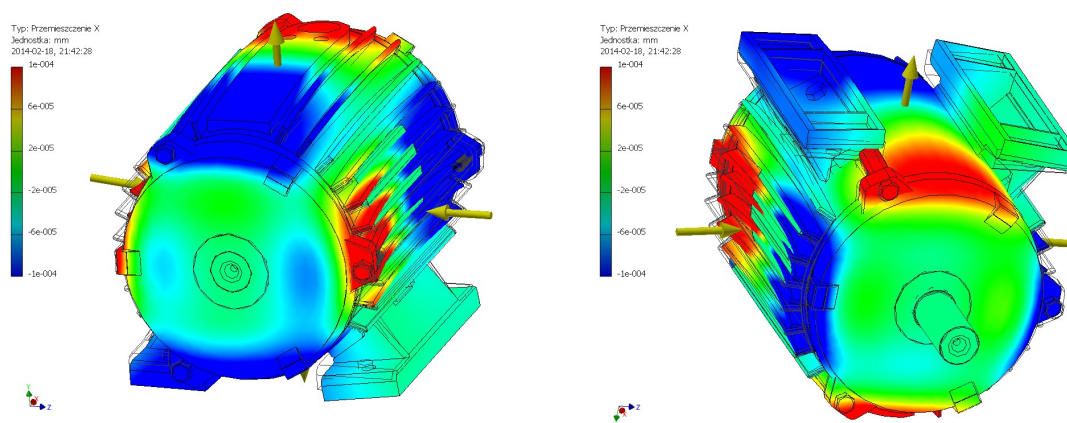 Typ: Przemieszczenie X
Jednostka: mm
2014-02-18, 21:42:28
1e-004
6e-005
2e-005
-2e-005
-6e-005
-1e-004
Y
X
Z
Typ: Przemieszczenie X
Jednostka: mm
2014-02-18, 21:42:28
1e-004
6e-005
2e-005
-2e-005
-6e-005
-1e-004
Z
X
Y